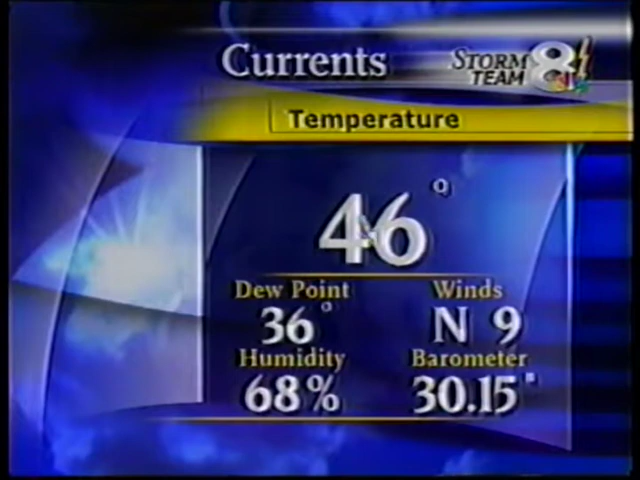 Currents
STORM TEAM 8
Temperature
46°
Dew Point Winds
36° N 9
Humidity Barometer
68% 30.15"